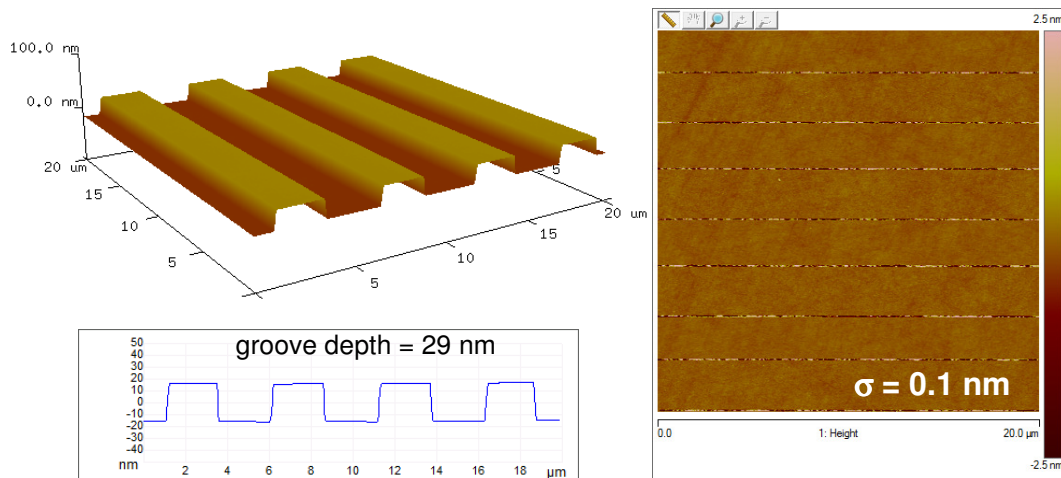 100.0 nm
0.0 nm
20 um
15
10
5
5
10
15
20 um
5
groove depth = 29 nm
50
40
30
20
10
0
-10
-20
-30
-40
nm
2
4
6
8
10
12
14
16
18
µm
2.5 nm
σ = 0.1 nm
0.0
1: Height
20.0 µm
-2.5 nm